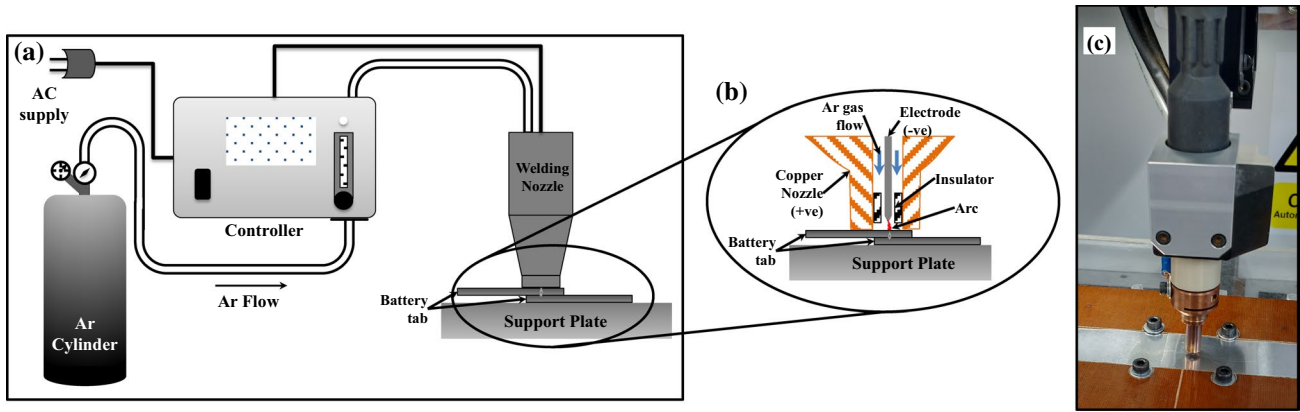 (a)
AC
supply
Controller
Ar Flow
Ar
Cylinder
Welding
Nozzle
Battery
tab
Support Plate
(b)
Ar gas
flow
Electrode
(-ve)
Copper
Nozzle
(+ve)
Insulator
Arc
Battery
tab
Support Plate
(c)